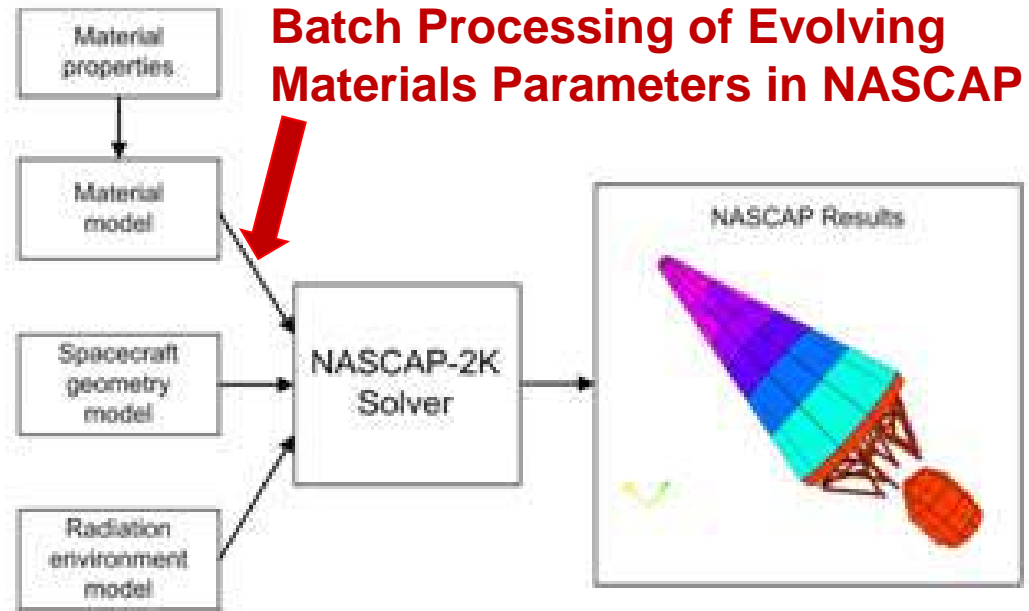 Batch Processing of Evolving
Materials Parameters in NASCAP
Material
properties
Material
model
Spacecraft
geometry
model
Radiation
environment
model
NASCAP-2K
Solver
NASCAP Results